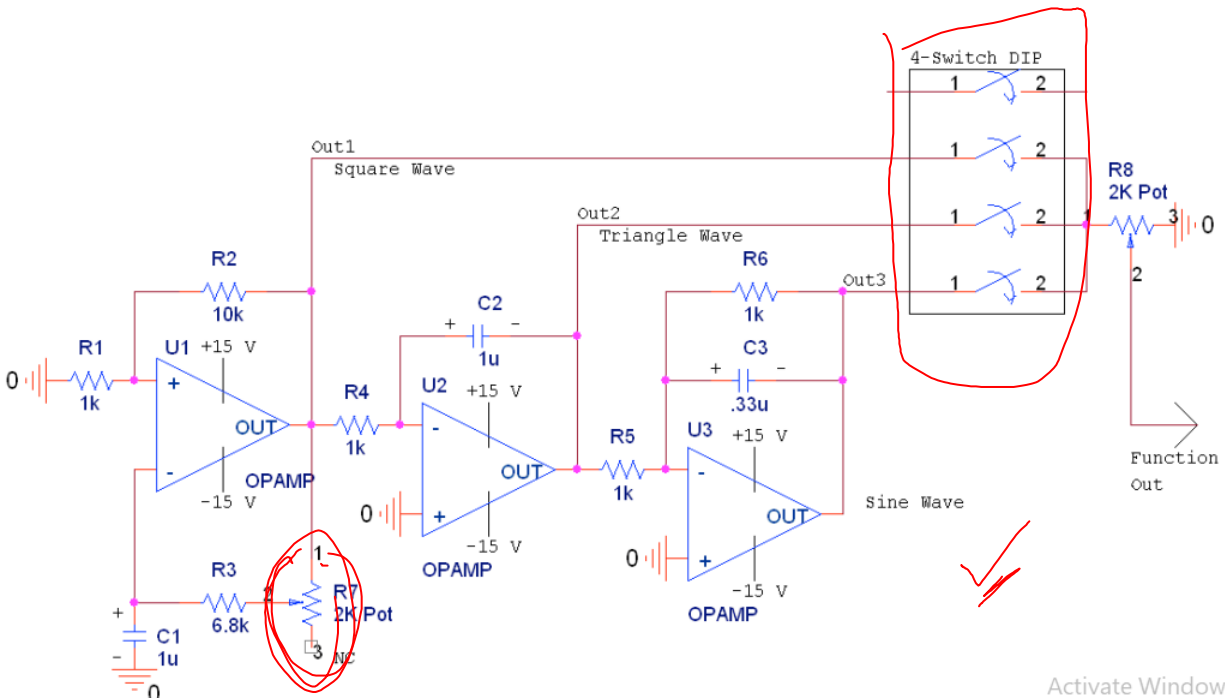 4-Switch DIP
1 2
Out1
Square Wave
1 2
R8
2K Pot
Out2
Triangle Wave
1 2
1 3 0
2
R2
10k
R6
1k
Out3
1 2
C2
+ -
1u
R1
0
1k
U1
+15 V
+
OUT
-
-15 V
OPAMP
R4
1k
U2
+15 V
-
OUT
+
0
-15 V
OPAMP
C3
+ -
.33u
R5
1k
U3
+15 V
-
OUT
+
0
-15 V
OPAMP
Sine Wave
Function
Out
R3
6.8k
1
2
R7
2K Pot
3
NC
+
C1
-
1u
0
Activate Window